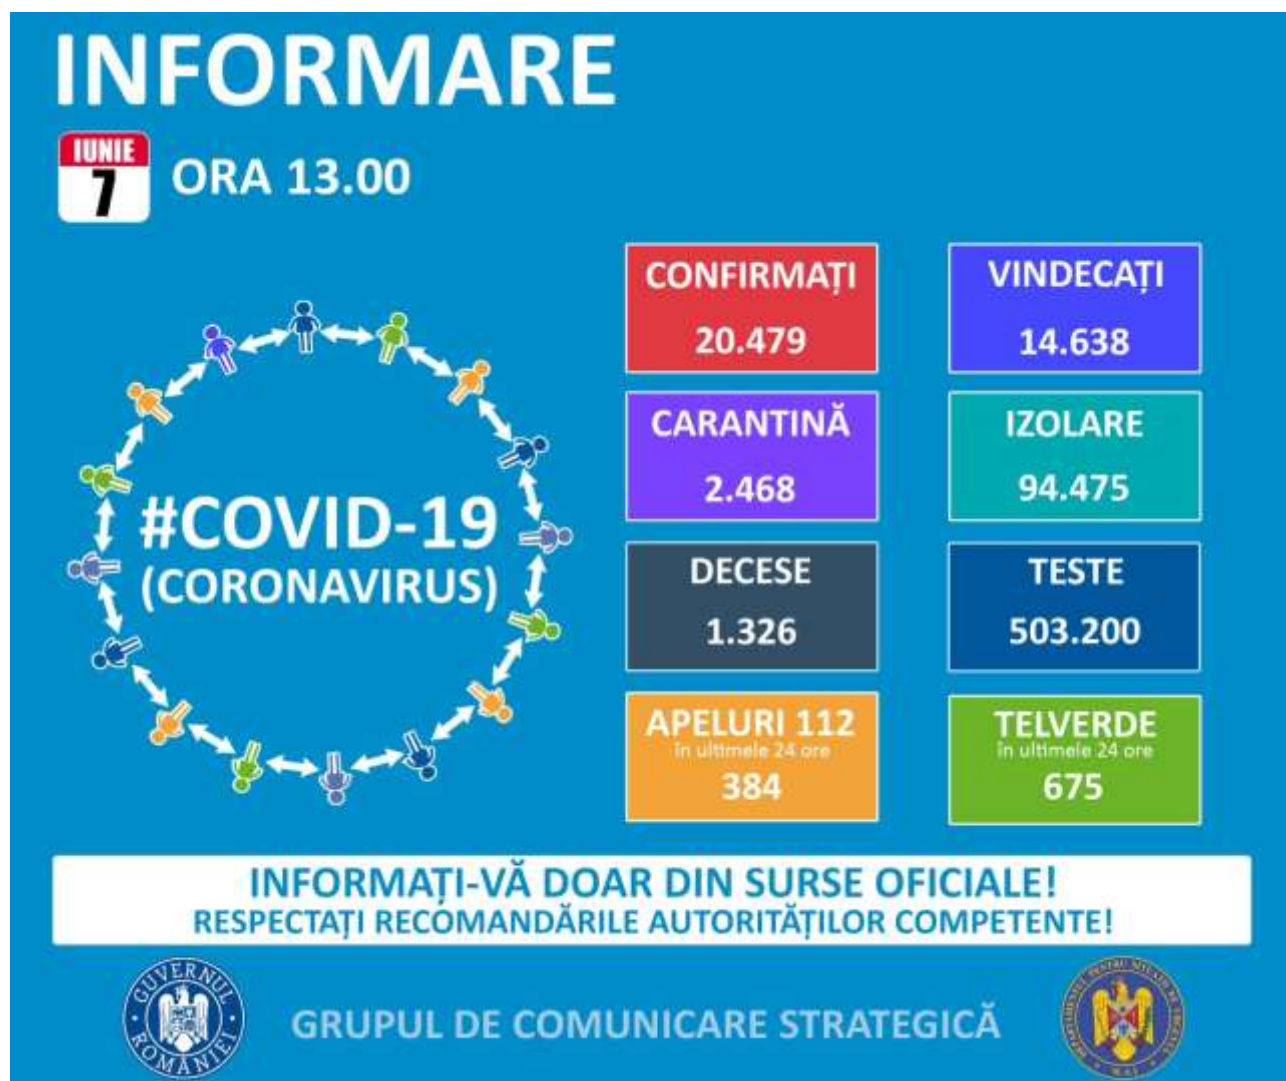 INFORMARE
IUNIE
7
ORA 13.00
CONFIRMAȚI
20.479
VINDECAȚI
14.638
CARANTINĂ
2.468
IZOLARE
94.475
#COVID-19
(CORONAVIRUS)
DECESE
1.326
TESTE
503.200
APELURI 112
în ultimele 24 ore
384
TELVERDE
în ultimele 24 ore
675
INFORMAȚI-VĂ DOAR DIN SURSE OFICIALE!
RESPECTAȚI RECOMANDĂRILE AUTORITĂȚILOR COMPETENTE!
GUVERNUL
ROMÂNIEI
GRUPUL DE COMUNICARE STRATEGICĂ